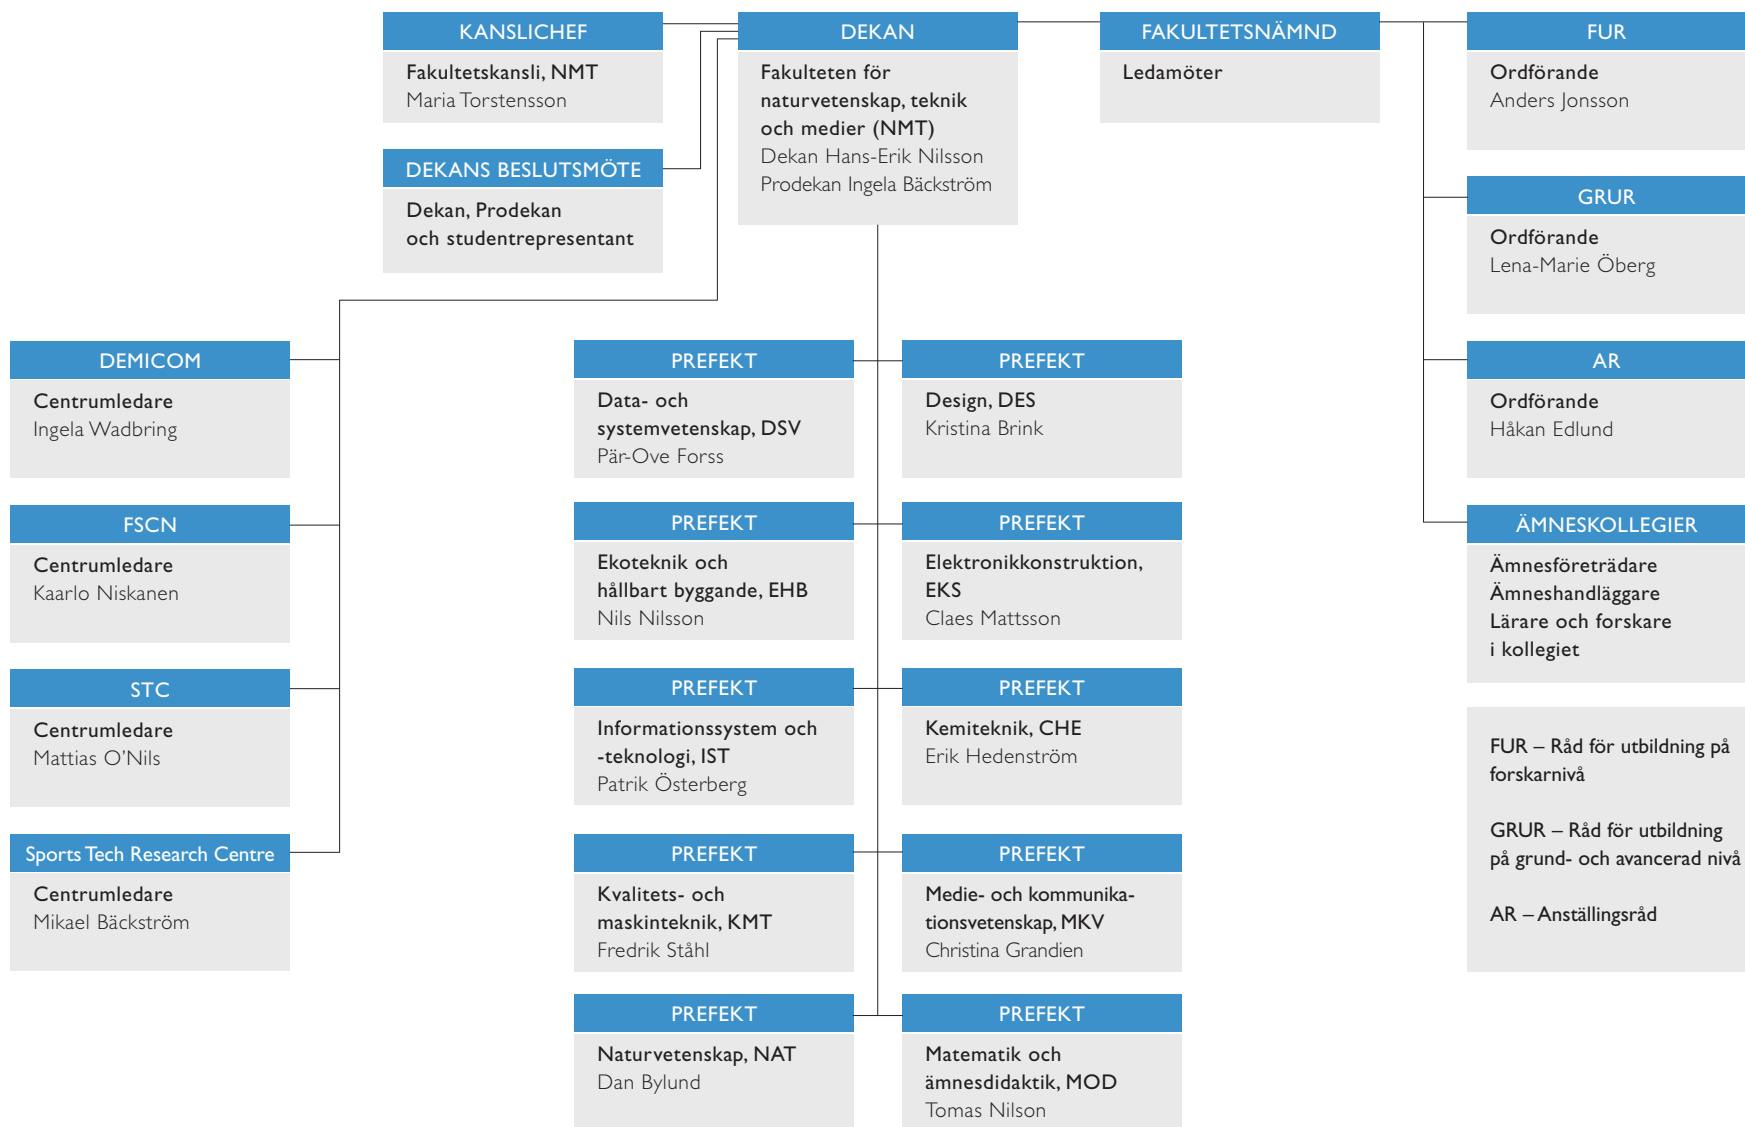 KANSLICHEF
Fakultetskansli, NMT
Maria Torstensson
DEKANS BESLUTSMÖTE
Dekan, Prodekan
och studentrepresentant
DEKAN
Fakulteten för
naturvetenskap, teknik
och medier (NMT)
Dekan Hans-Erik Nilsson
Prodekan Ingela Bäckström
FAKULTETSNÄMND
Ledamöter
FUR
Ordförande
Anders Jonsson
GRUR
Ordförande
Lena-Marie Öberg
AR
Ordförande
Håkan Edlund
ÄMNESKOLLEGIER
Ämnesföreträdare
Ämneshandläggare
Lärare och forskare
i kollegiet
FUR – Råd för utbildning på
forskarnivå
GRUR – Råd för utbildning
på grund- och avancerad nivå
AR – Anställningsråd
DEMICOM
Centrumledare
Ingela Wadbring
FSCN
Centrumledare
Kaarlo Niskanen
STC
Centrumledare
Mattias O’Nils
Sports Tech Research Centre
Centrumledare
Mikael Bäckström
PREFEKT
Data- och
systemvetenskap, DSV
Pär-Ove Forss
PREFEKT
Design, DES
Kristina Brink
PREFEKT
Ekoteknik och
hållbart byggande, EHB
Nils Nilsson
PREFEKT
Elektronikkonstruktion,
EKS
Claes Mattsson
PREFEKT
Informationssystem och
-teknologi, IST
Patrik Österberg
PREFEKT
Kemiteknik, CHE
Erik Hedenström
PREFEKT
Kvalitets- och
maskinteknik, KMT
Fredrik Ståhl
PREFEKT
Medie- och kommunika-
tionsvetenskap, MKV
Christina Grandien
PREFEKT
Naturvetenskap, NAT
Dan Bylund
PREFEKT
Matematik och
ämnesdidaktik, MOD
Tomas Nilson